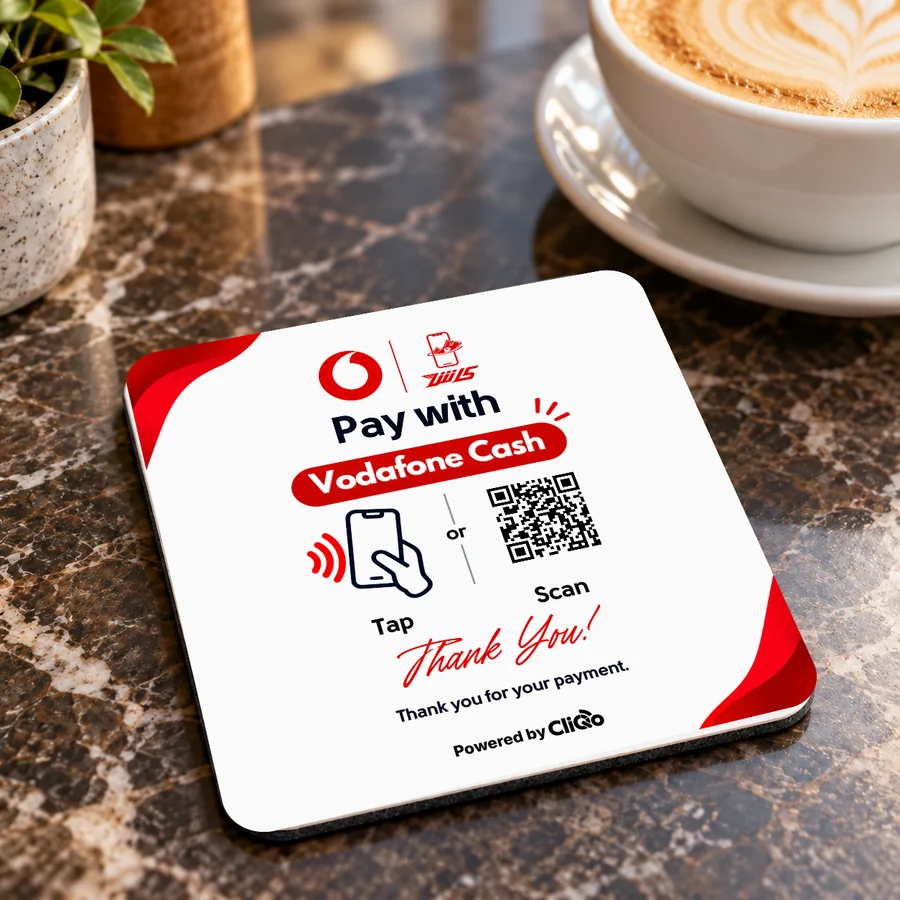 Pay with
Vodafone Cash
or
Tap
Scan
Thank You!
Thank you for your payment.
Powered by CliQo